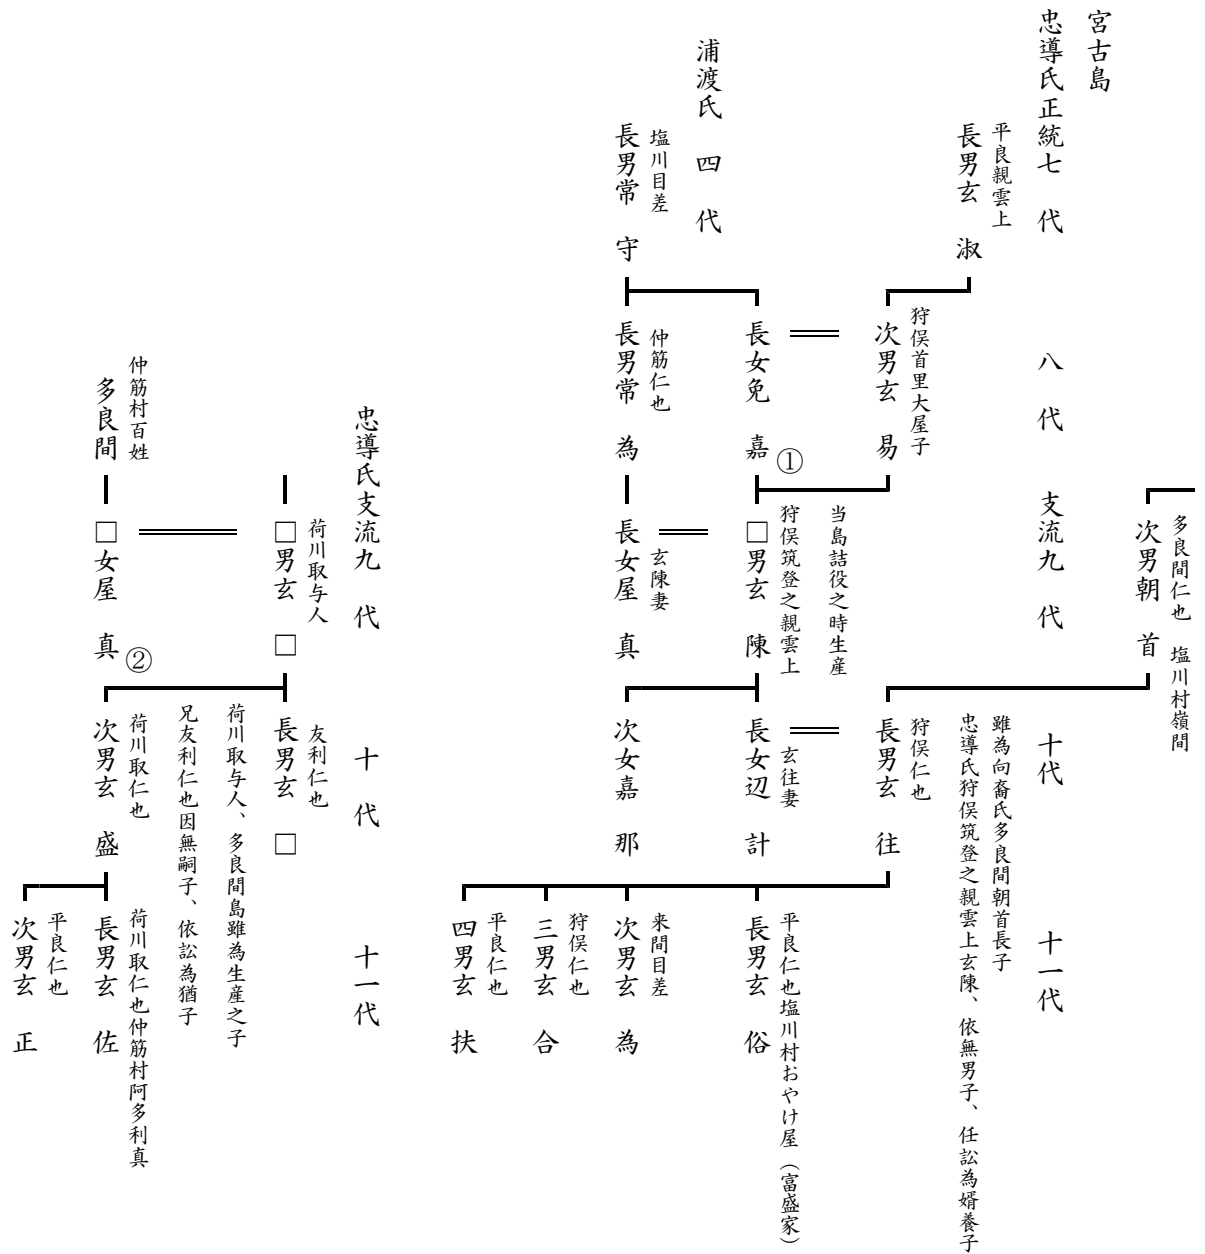 宮古島
忠導氏正統七代
八代
支流九代
十代
十一代
平良親雲上
長男玄淑
狩俣首里大屋子
次男玄易
浦渡氏 四代
塩川目差
長男常守
長女免嘉
①
仲筋仁也
長男常為
多良間仁也 塩川村嶺間
次男朝首
当島詰役之時生産
狩俣筑登之親雲上
□男玄陳
玄陳妻
長女屋真
雖為向裔氏多良間朝首長子
忠導氏狩俣筑登之親雲上玄陳、依無男子、任訟為婿養子
狩俣仁也
長男玄往
玄往妻
長女辺計
次女嘉那
平良仁也塩川村おやけ屋(富盛家)
長男玄俗
来間目差
次男玄為
狩俣仁也
三男玄合
平良仁也
四男玄扶
忠導氏支流九代
十代
十一代
荷川取与人
□男玄□
仲筋村百姓
多良間
□女屋真
②
友利仁也
長男玄□
荷川取与人、多良間島雖為生産之子
兄友利仁也因無嗣子、依訟為猶子
荷川取仁也
次男玄盛
荷川取仁也仲筋村阿多利真
長男玄佐
平良仁也
次男玄正